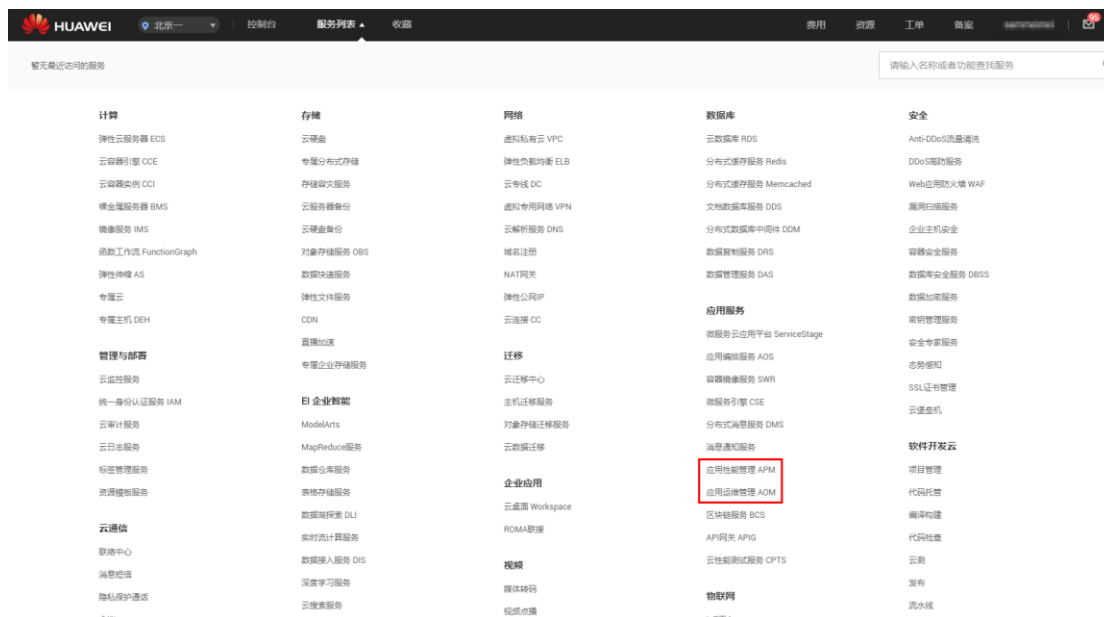 HUAWEI 北京一 控制台 服务列表 收藏 费用 资源 工单 备案 95
暂无最近访问的服务
请输入名称或者功能查找服务
计算
弹性云服务器 ECS
云容器引擎 CCE
云容器实例 CCI
裸金属服务器 BMS
镜像服务 IMS
函数工作流 FunctionGraph
弹性伸缩 AS
专属云
专属主机 DEH
管理与部署
云监控服务
统一身份认证服务 IAM
云审计服务
云日志服务
标签管理服务
资源模板服务
云通信
联络中心
消息短信
隐私保护通话
存储
云硬盘
专属分布式存储
存储容灾服务
云服务器备份
云硬盘备份
对象存储服务 OBS
数据快递服务
弹性文件服务
CDN
直播加速
专属企业存储服务
EI 企业智能
ModelArts
MapReduce服务
数据仓库服务
表格存储服务
数据湖探索 DLI
实时流计算服务
数据接入服务 DIS
深度学习服务
云搜索服务
网络
虚拟私有云 VPC
弹性负载均衡 ELB
云专线 DC
虚拟专用网络 VPN
云解析服务 DNS
域名注册
NAT网关
弹性公网IP
云连接 CC
迁移
云迁移中心
主机迁移服务
对象存储迁移服务
云数据迁移
企业应用
云桌面 Workspace
ROMA联接
视频
媒体转码
视频点播
数据库
云数据库 RDS
分布式缓存服务 Redis
分布式缓存服务 Memcached
文档数据库服务 DDS
分布式数据库中间件 DDM
数据复制服务 DRS
数据管理服务 DAS
应用服务
微服务云应用平台 ServiceStage
应用编排服务 AOS
容器镜像服务 SWR
微服务引擎 CSE
分布式消息服务 DMS
消息通知服务
应用性能管理 APM
应用运维管理 AOM
区块链服务 BCS
API网关 APIG
云性能测试服务 CPTS
物联网
安全
Anti-DDoS流量清洗
DDoS高防服务
Web应用防火墙 WAF
漏洞扫描服务
企业主机安全
容器安全服务
数据库安全服务 DBSS
数据加密服务
密钥管理服务
安全专家服务
态势感知
SSL证书管理
云堡垒机
软件开发云
项目管理
代码托管
编译构建
代码检查
云测
发布
流水线